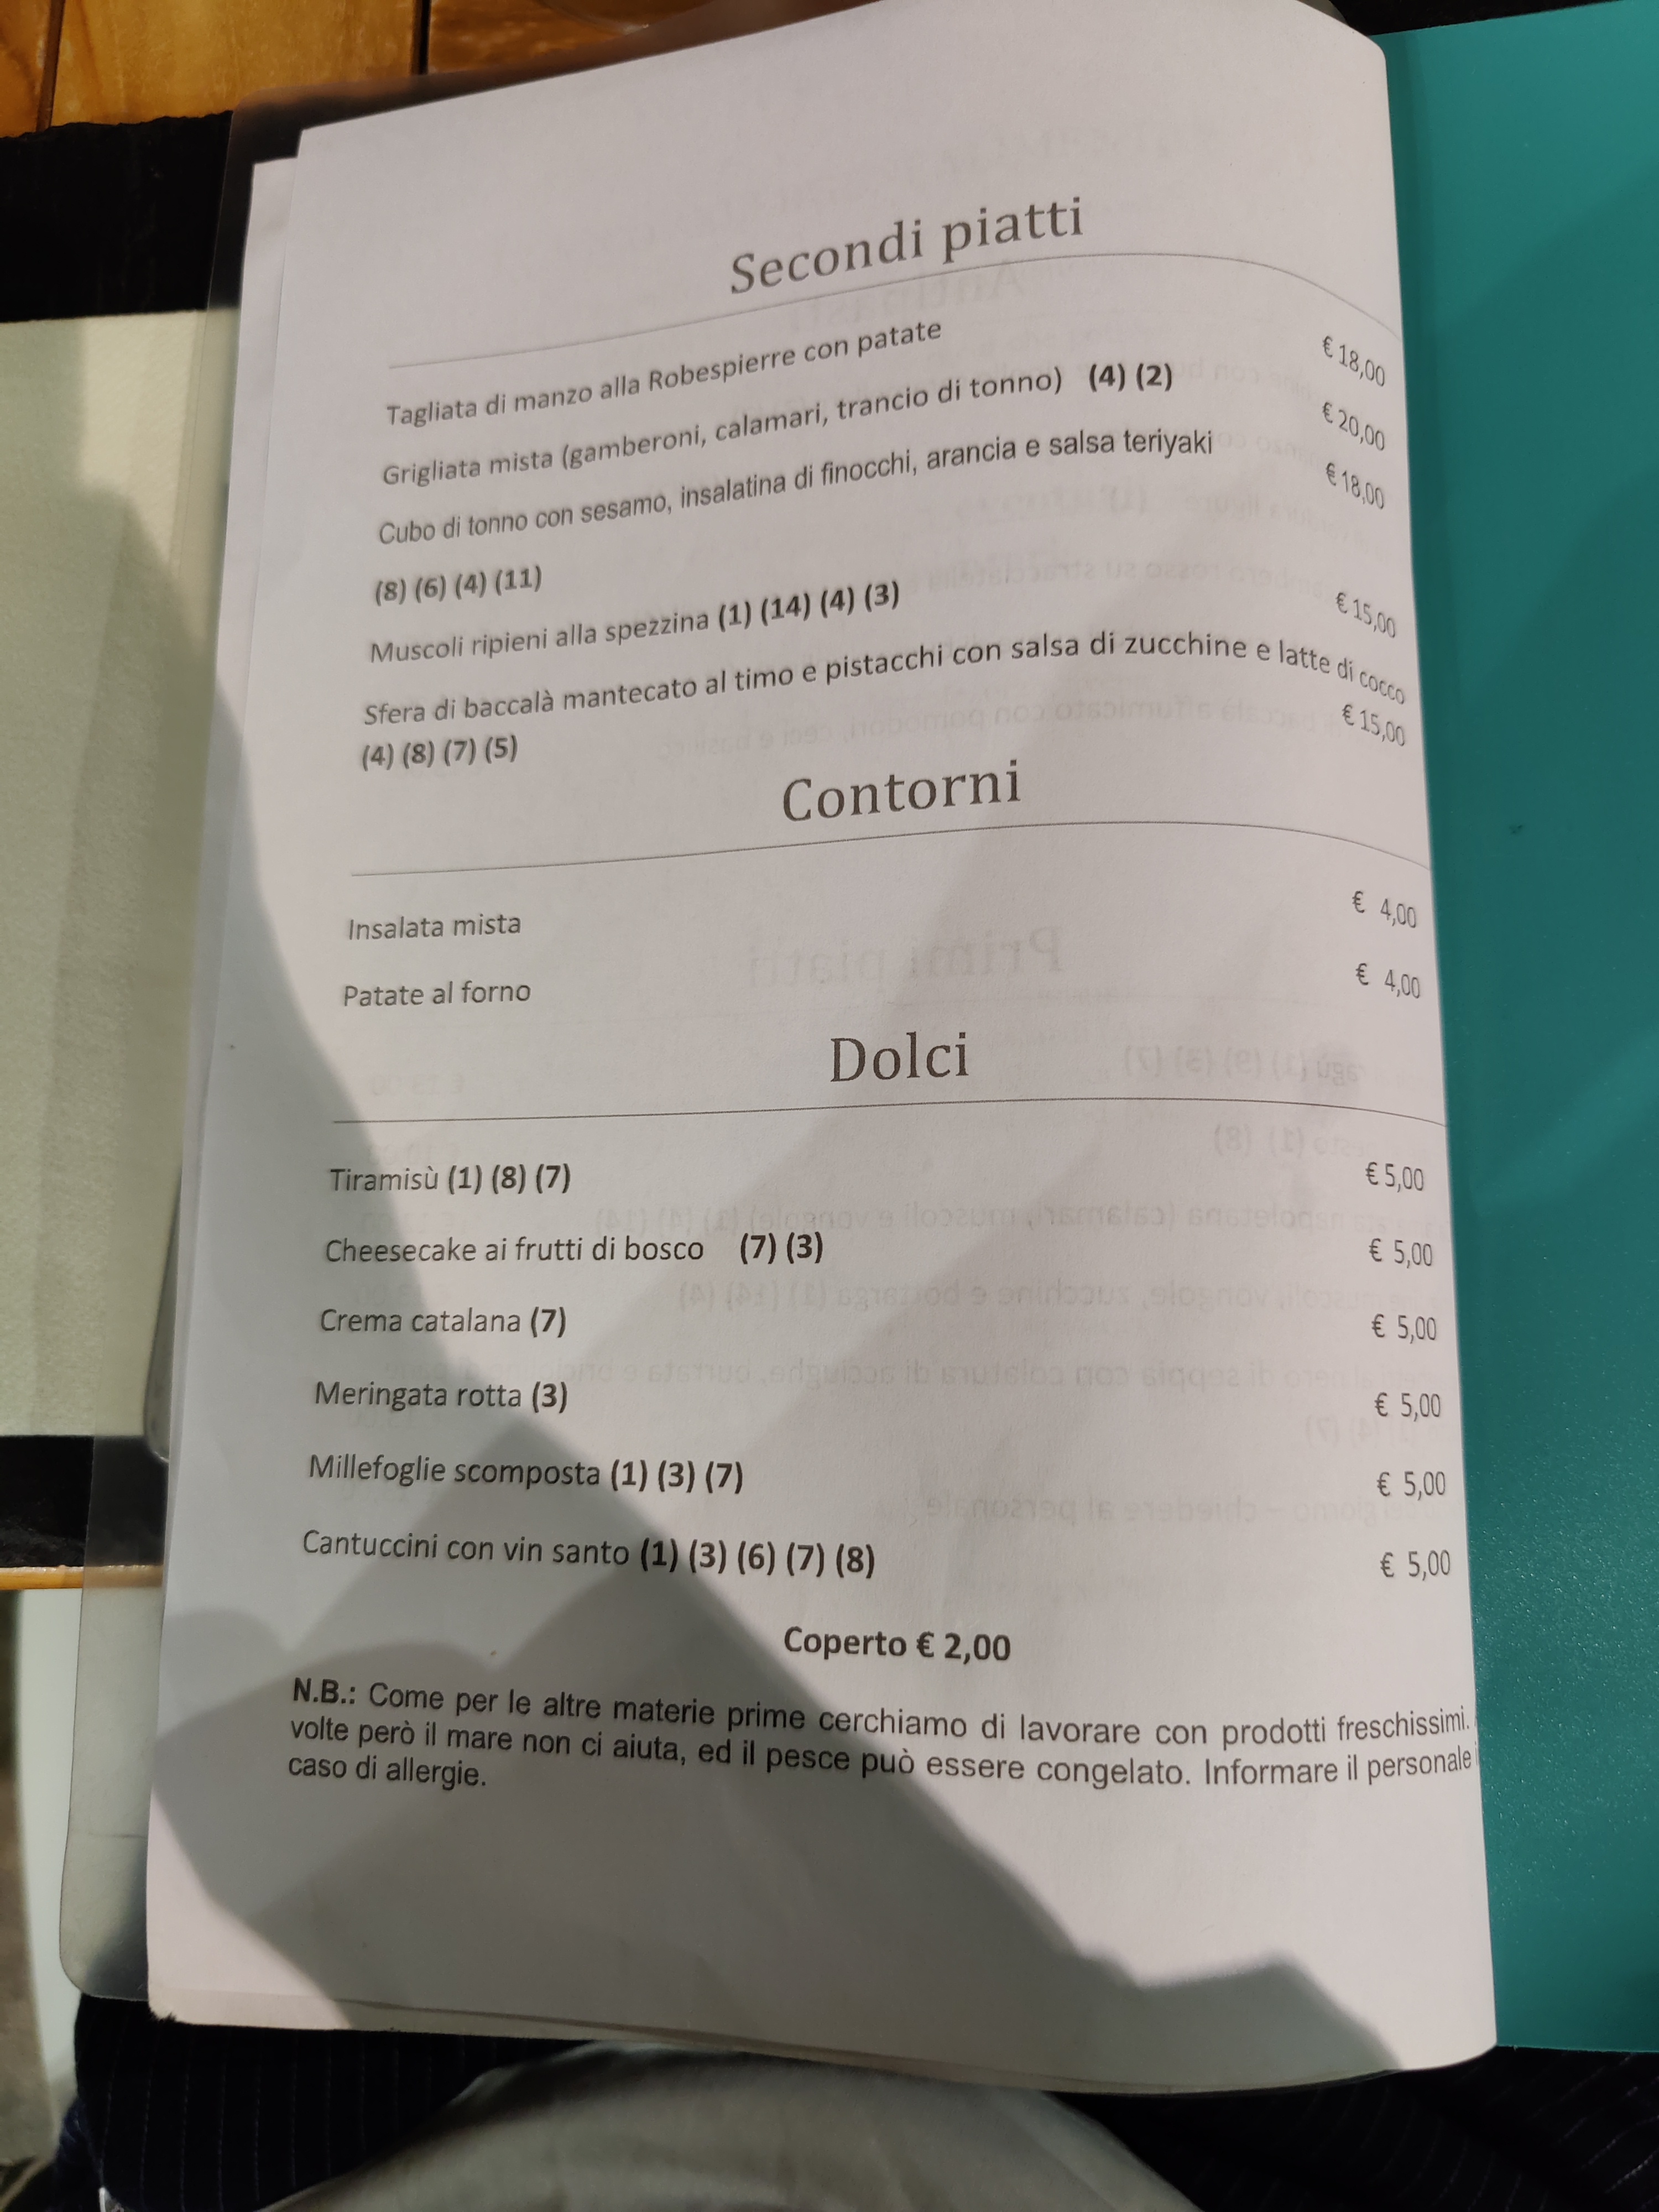 Secondi piatti
Tagliata di manzo alla Robespierre con patate € 18,00
Grigliata mista (gamberoni, calamari, trancio di tonno) (4) (2) € 20,00
Cubo di tonno con sesamo, insalatina di finocchi, arancia e salsa teriyaki € 18,00
(8) (6) (4) (11)
Muscoli ripieni alla spezzina (1) (14) (4) (3) € 15,00
Sfera di baccalà mantecato al timo e pistacchi con salsa di zucchine e latte di cocco
(4) (8) (7) (5) € 15,00
Contorni
Insalata mista € 4,00
Patate al forno € 4,00
Dolci
Tiramisù (1) (8) (7) € 5,00
Cheesecake ai frutti di bosco (7) (3) € 5,00
Crema catalana (7) € 5,00
Meringata rotta (3) € 5,00
Millefoglie scomposta (1) (3) (7) € 5,00
Cantuccini con vin santo (1) (3) (6) (7) (8) € 5,00
Coperto € 2,00
N.B.: Come per le altre materie prime cerchiamo di lavorare con prodotti freschissimi.
volte però il mare non ci aiuta, ed il pesce può essere congelato. Informare il personale
caso di allergie.